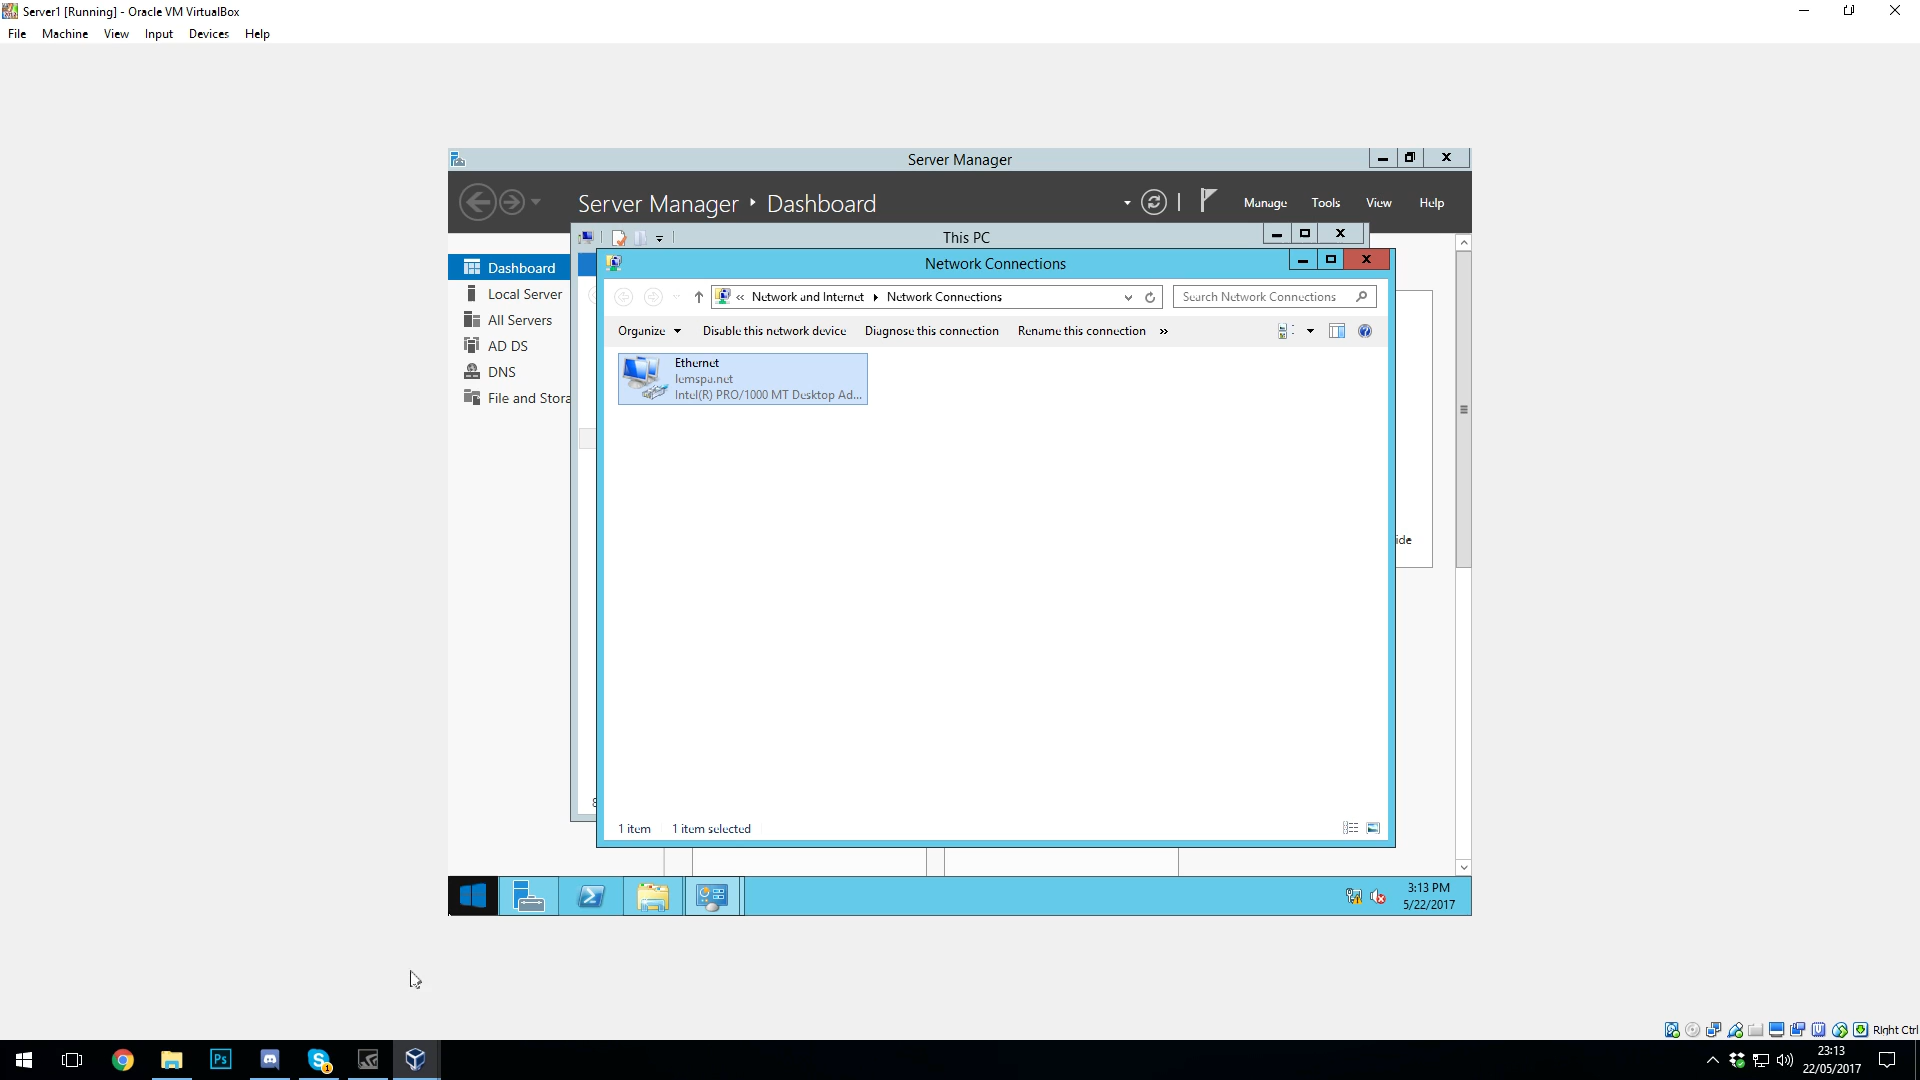 Server1 [Running] - Oracle VM VirtualBox
File Machine View Input Devices Help
Server Manager
Server Manager Dashboard
Manage Tools View Help
This PC
Network Connections
Dashboard
Local Server
All Servers
AD DS
DNS
File and Stora
« Network and Internet Network Connections
Search Network Connections
Organize Disable this network device Diagnose this connection Rename this connection »
Ethernet
lemspa.net
Intel(R) PRO/1000 MT Desktop Ad...
ide
1 item 1 item selected
3:13 PM
5/22/2017
Right Ctrl
Ps
1
23:13
22/05/2017